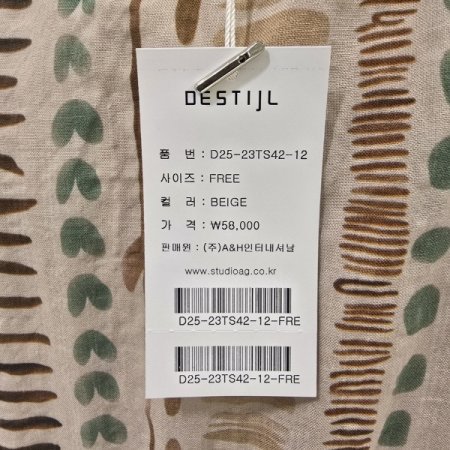 DESTIJL
품 번 : D25-23TS42-12
사이즈 : FREE
컬 러 : BEIGE
가 격 : ₩58,000
판매원 : (주)A&H인터내셔날
www.studioag.co.kr
D25-23TS42-12-FRE
D25-23TS42-12-FRE